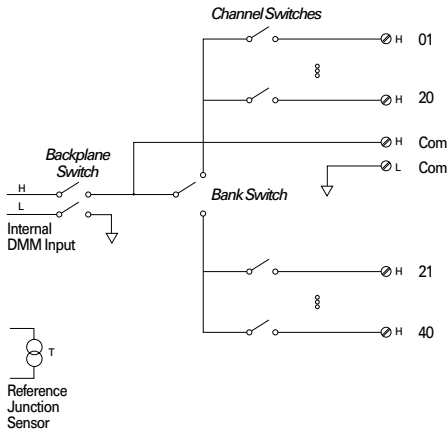 Channel Switches
H 01
H 20
H Com
Backplane
Switch
L Com
H
Bank Switch
L
Internal
DMM Input
H 21
H 40
T
Reference
Junction
Sensor